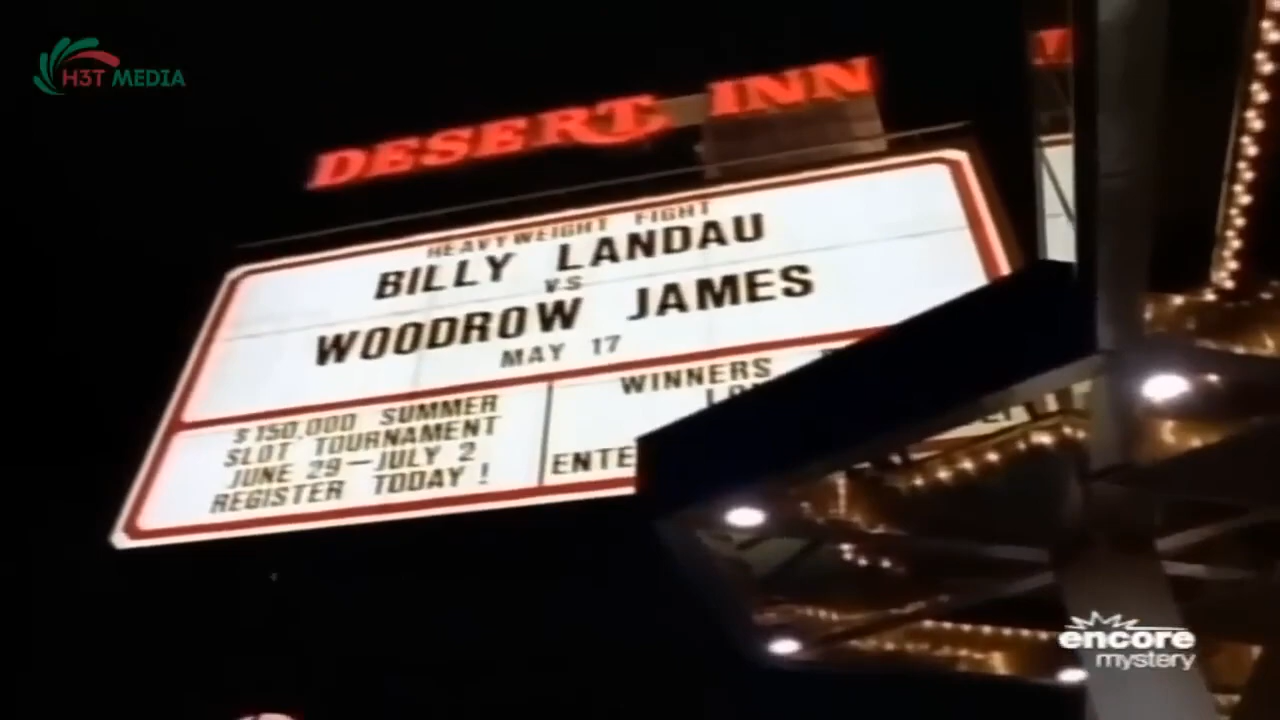 H3T MEDIA
DESERT INN
HEAVYWEIGHT FIGHT
BILLY LANDAU
VS
WOODROW JAMES
MAY 17
$150,000 SUMMER
SLOT TOURNAMENT
JUNE 29–JULY 2
REGISTER TODAY!
WINNERS
ENTE
encore
mystery